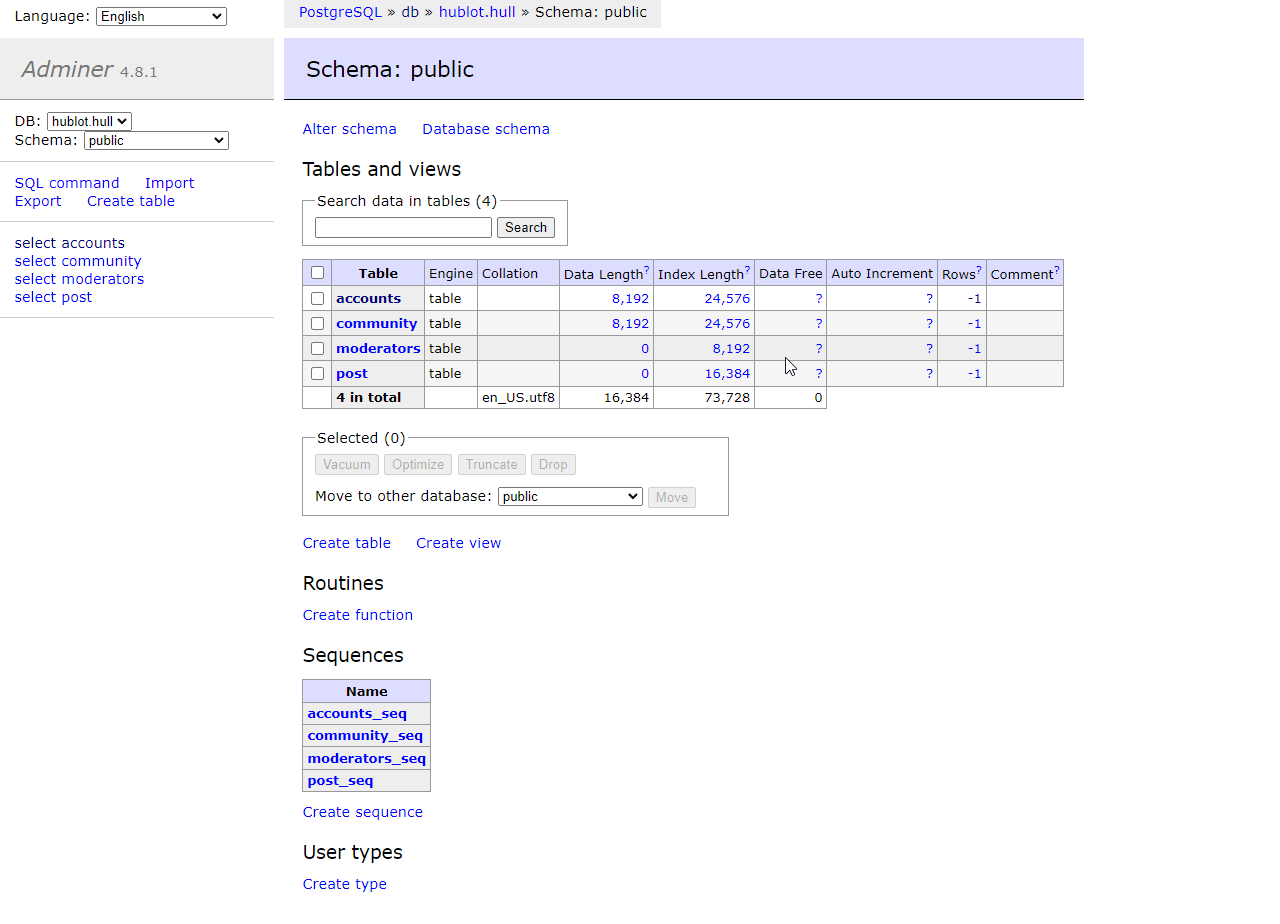 Language: English
PostgreSQL » db » hublot.hull » Schema: public
Adminer 4.8.1
Schema: public
DB: hublot.hull
Schema: public
SQL command Import
Export Create table
select accounts
select community
select moderators
select post
Alter schema Database schema
Tables and views
Search data in tables (4)
Search
Table Engine Collation Data Length? Index Length? Data Free Auto Increment Rows? Comment?
accounts table 8,192 24,576 ? ? -1
community table 8,192 24,576 ? ? -1
moderators table 0 8,192 ? ? -1
post table 0 16,384 ? ? -1
4 in total en_US.utf8 16,384 73,728 0
Selected (0)
Vacuum Optimize Truncate Drop
Move to other database: public Move
Create table Create view
Routines
Create function
Sequences
Name
accounts_seq
community_seq
moderators_seq
post_seq
Create sequence
User types
Create type